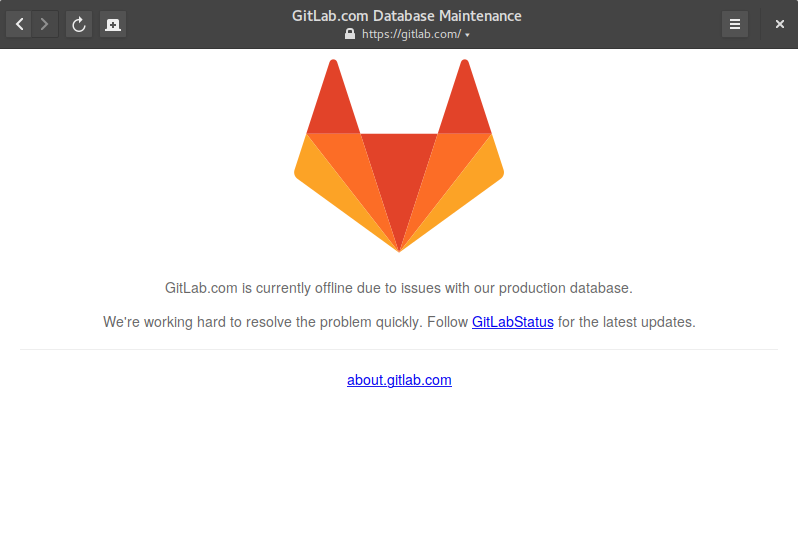 GitLab.com Database Maintenance
https://gitlab.com/
GitLab.com is currently offline due to issues with our production database.
We're working hard to resolve the problem quickly. Follow GitLabStatus for the latest updates.
about.gitlab.com